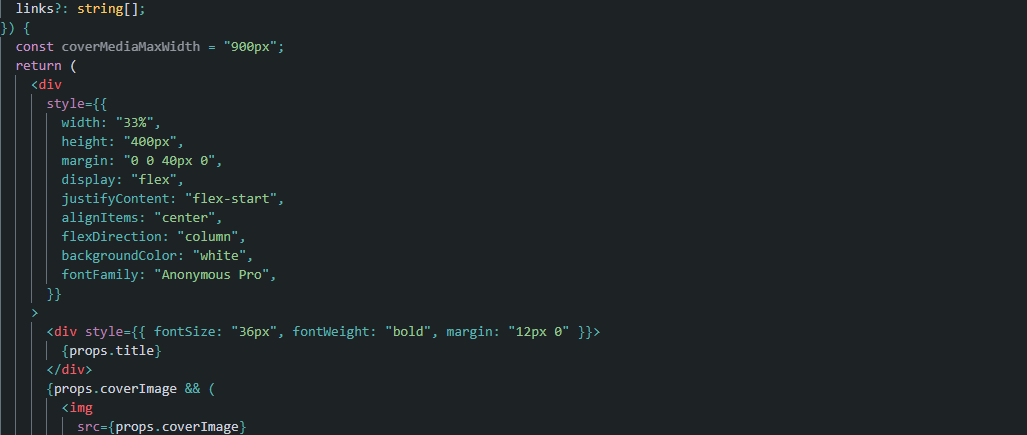 links?: string[];
}) {
const coverMediaMaxWidth = "900px";
return (
<div
style={{
width: "33%",
height: "400px",
margin: "0 0 40px 0",
display: "flex",
justifyContent: "flex-start",
alignItems: "center",
flexDirection: "column",
backgroundColor: "white",
fontFamily: "Anonymous Pro",
}}
>
<div style={{ fontSize: "36px", fontWeight: "bold", margin: "12px 0" }}>
{props.title}
</div>
{props.coverImage && (
<img
src={props.coverImage}